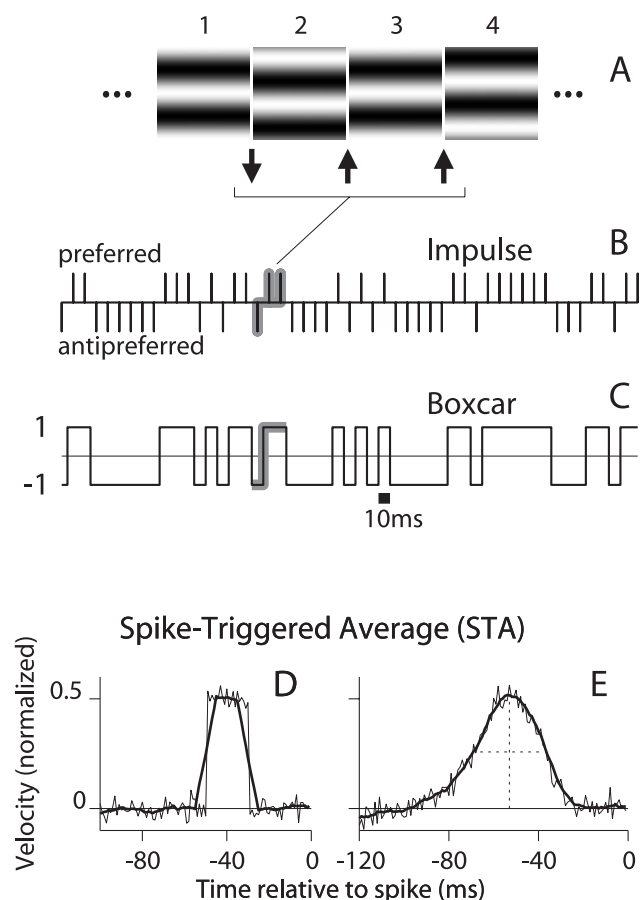 1 2 3 4
A
... ...
preferred
Impulse
B
antipreferred
C
Boxcar
1
-1
10ms
Spike-Triggered Average (STA)
Velocity (normalized)
0.5
0
D
E
-80 -40 0
-120 -80 -40 0
Time relative to spike (ms)